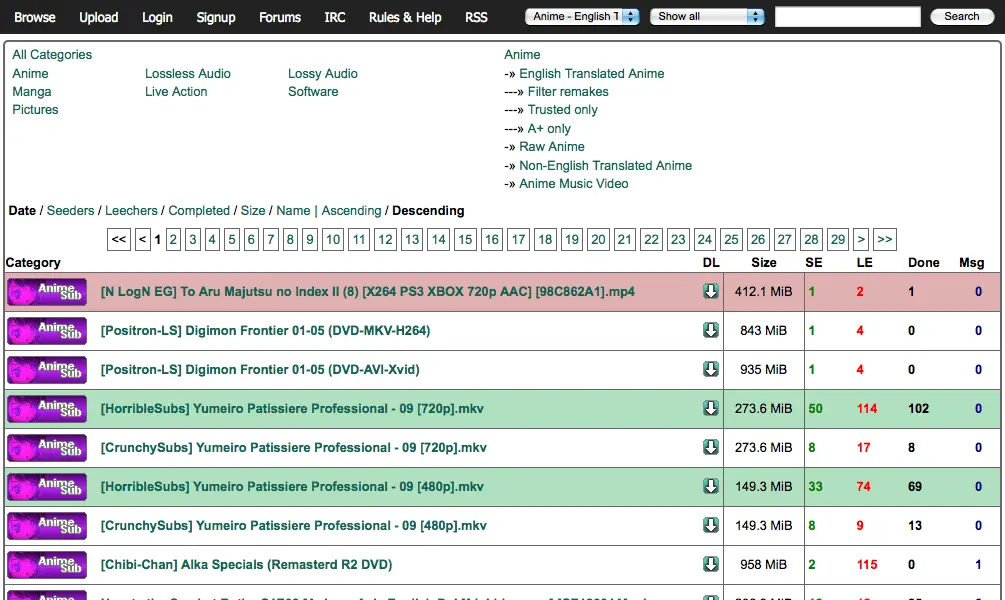 Browse Upload Login Signup Forums IRC Rules & Help RSS Anime - English T Show all Search
All Categories
Anime Lossless Audio Lossy Audio
Manga Live Action Software
Pictures
Anime
-» English Translated Anime
---» Filter remakes
---» Trusted only
---» A+ only
-» Raw Anime
-» Non-English Translated Anime
-» Anime Music Video
Date / Seeders / Leechers / Completed / Size / Name | Ascending / Descending
<< < 1 2 3 4 5 6 7 8 9 10 11 12 13 14 15 16 17 18 19 20 21 22 23 24 25 26 27 28 29 > >>
Category DL Size SE LE Done Msg
Anime Sub [N LogN EG] To Aru Majutsu no Index II (8) [X264 PS3 XBOX 720p AAC] [98C862A1].mp4 412.1 MiB 1 2 1 0
Anime Sub [Positron-LS] Digimon Frontier 01-05 (DVD-MKV-H264) 843 MiB 1 4 0 0
Anime Sub [Positron-LS] Digimon Frontier 01-05 (DVD-AVI-Xvid) 935 MiB 1 4 0 0
Anime Sub [HorribleSubs] Yumeiro Patissiere Professional - 09 [720p].mkv 273.6 MiB 50 114 102 0
Anime Sub [CrunchySubs] Yumeiro Patissiere Professional - 09 [720p].mkv 273.6 MiB 8 17 8 0
Anime Sub [HorribleSubs] Yumeiro Patissiere Professional - 09 [480p].mkv 149.3 MiB 33 74 69 0
Anime Sub [CrunchySubs] Yumeiro Patissiere Professional - 09 [480p].mkv 149.3 MiB 8 9 13 0
Anime Sub [Chibi-Chan] Alka Specials (Remasterd R2 DVD) 958 MiB 2 115 0 1
Anime